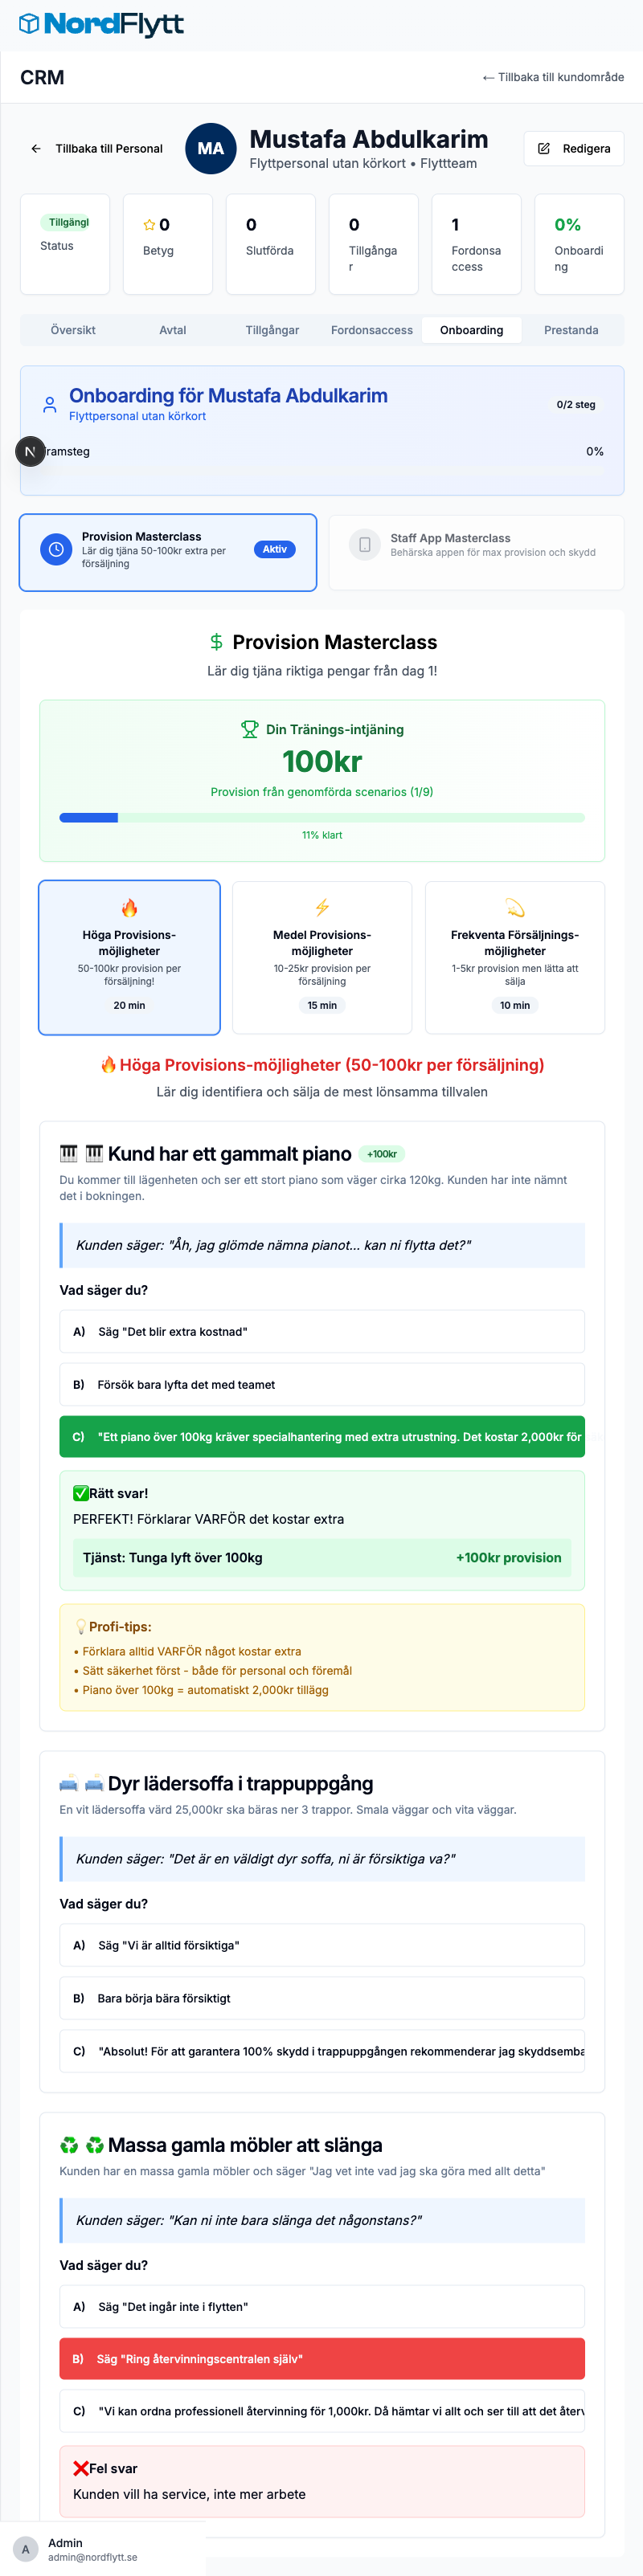 NordFlytt
CRM
← Tillbaka till kundområde
← Tillbaka till Personal
MA
Mustafa Abdulkarim
Flyttpersonal utan körkort • Flyttteam
Redigera
Tillgängl
Status
0
Betyg
0
Slutförda
0
Tillgånga
r
1
Fordonsa
ccess
0%
Onboardi
ng
Översikt
Avtal
Tillgångar
Fordonsaccess
Onboarding
Prestanda
Onboarding för Mustafa Abdulkarim
Flyttpersonal utan körkort
0/2 steg
N
ramsteg
0%
Provision Masterclass
Lär dig tjäna 50-100kr extra per
försäljning
Aktiv
Staff App Masterclass
Behärska appen för max provision och skydd
Provision Masterclass
Lär dig tjäna riktiga pengar från dag 1!
Din Tränings-intjäning
100kr
Provision från genomförda scenarios (1/9)
11% klart
Höga Provisions-
möjligheter
50-100kr provision per
försäljning!
20 min
Medel Provisions-
möjligheter
10-25kr provision per
försäljning
15 min
Frekventa Försäljnings-
möjligheter
1-5kr provision men lätta att
sälja
10 min
🔥 Höga Provisions-möjligheter (50-100kr per försäljning)
Lär dig identifiera och sälja de mest lönsamma tillvalen
🎹 🎹 Kund har ett gammalt piano
+100kr
Du kommer till lägenheten och ser ett stort piano som väger cirka 120kg. Kunden har inte nämnt
det i bokningen.
Kunden säger: "Åh, jag glömde nämna pianot... kan ni flytta det?"
Vad säger du?
A) Säg "Det blir extra kostnad"
B) Försök bara lyfta det med teamet
C) "Ett piano över 100kg kräver specialhantering med extra utrustning. Det kostar 2,000kr för
✅Rätt svar!
PERFEKT! Förklarar VARFÖR det kostar extra
Tjänst: Tunga lyft över 100kg
+100kr provision
💡Profi-tips:
• Förklara alltid VARFÖR något kostar extra
• Sätt säkerhet först - både för personal och föremål
• Piano över 100kg = automatiskt 2,000kr tillägg
🛋️ 🛋️ Dyr lädersoffa i trappuppgång
En vit lädersoffa värd 25,000kr ska bäras ner 3 trappor. Smala väggar och vita väggar.
Kunden säger: "Det är en väldigt dyr soffa, ni är försiktiga va?"
Vad säger du?
A) Säg "Vi är alltid försiktiga"
B) Bara börja bära försiktigt
C) "Absolut! För att garantera 100% skydd i trappuppgången rekommenderar jag skyddsemba
♻️ ♻️ Massa gamla möbler att slänga
Kunden har en massa gamla möbler och säger "Jag vet inte vad jag ska göra med allt detta"
Kunden säger: "Kan ni inte bara slänga det någonstans?"
Vad säger du?
A) Säg "Det ingår inte i flytten"
B) Säg "Ring återvinningscentralen själv"
C) "Vi kan ordna professionell återvinning för 1,000kr. Då hämtar vi allt och ser till att det återv
❌Fel svar
Kunden vill ha service, inte mer arbete
A
Admin
admin@nordflytt.se